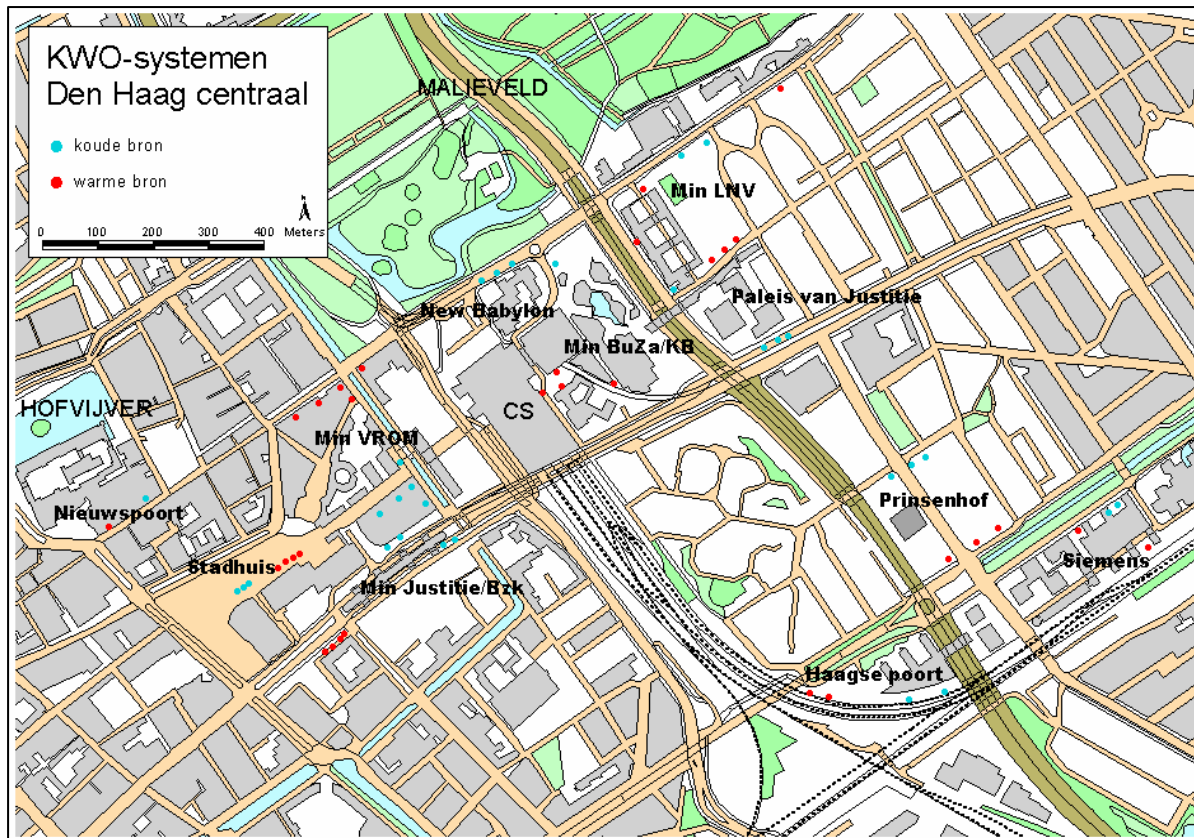 KWO-systemen
Den Haag centraal
koude bron
warme bron
0 100 200 300 400 Meters
MALIEVELD
Min LNV
New Babylon
Paleis van Justitie
Min BuZa/KB
HOFVIJVER
CS
Min VROM
Nieuwspoort
Prinsenhof
Stadhuis
Siemens
Min Justitie/Bzk
Haagse poort